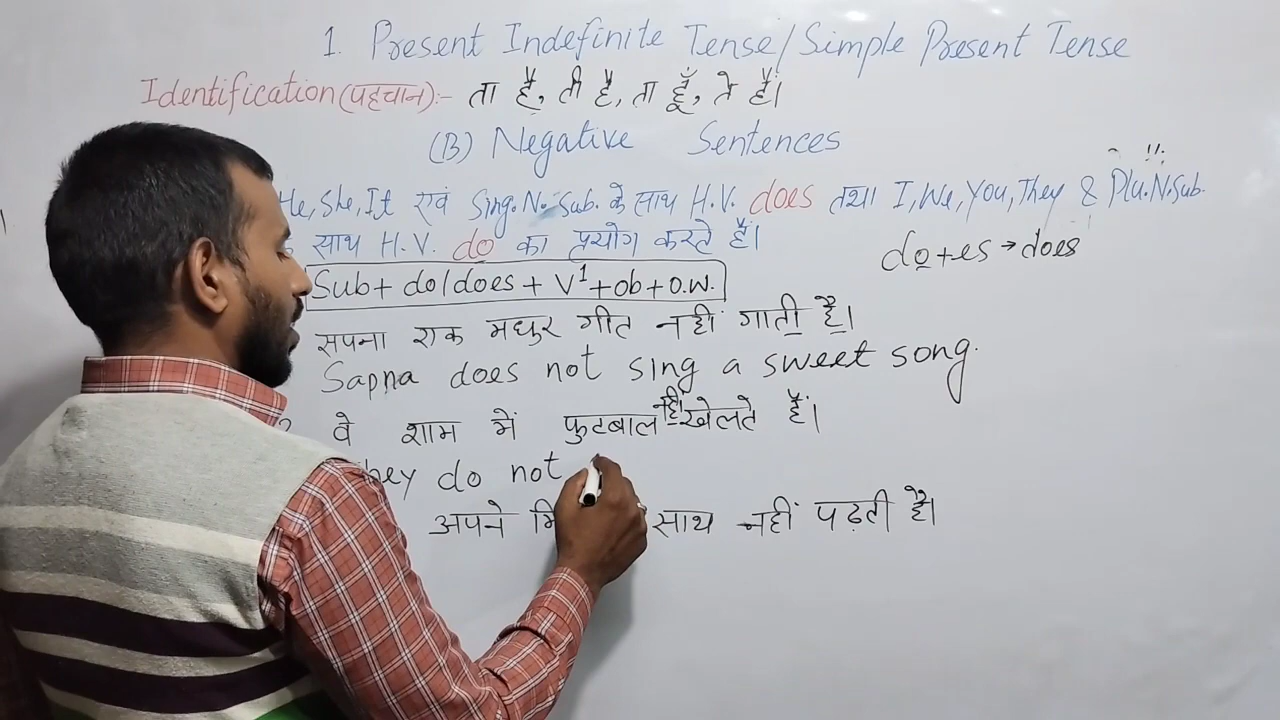 1. Present Indefinite Tense/Simple Present Tense
Identification (पहचान):- ता है, ती है, ता हूँ, ते हैं।
(B) Negative Sentences
He, She, It एवं Sing. N. Sub. के साथ H.V. does तथा I, We, You, They & Plu. N. Sub.
साथ H.V. do का प्रयोग करते हैं।
do+es → does
Sub + do/does + V1 + ob + O.W.
सपना एक मधुर गीत नहीं गाती है।
Sapna does not sing a sweet song.
2 वे शाम में फुटबाल नहीं खेलते हैं।
hey do not
अपने साथ नहीं पढ़ती है।